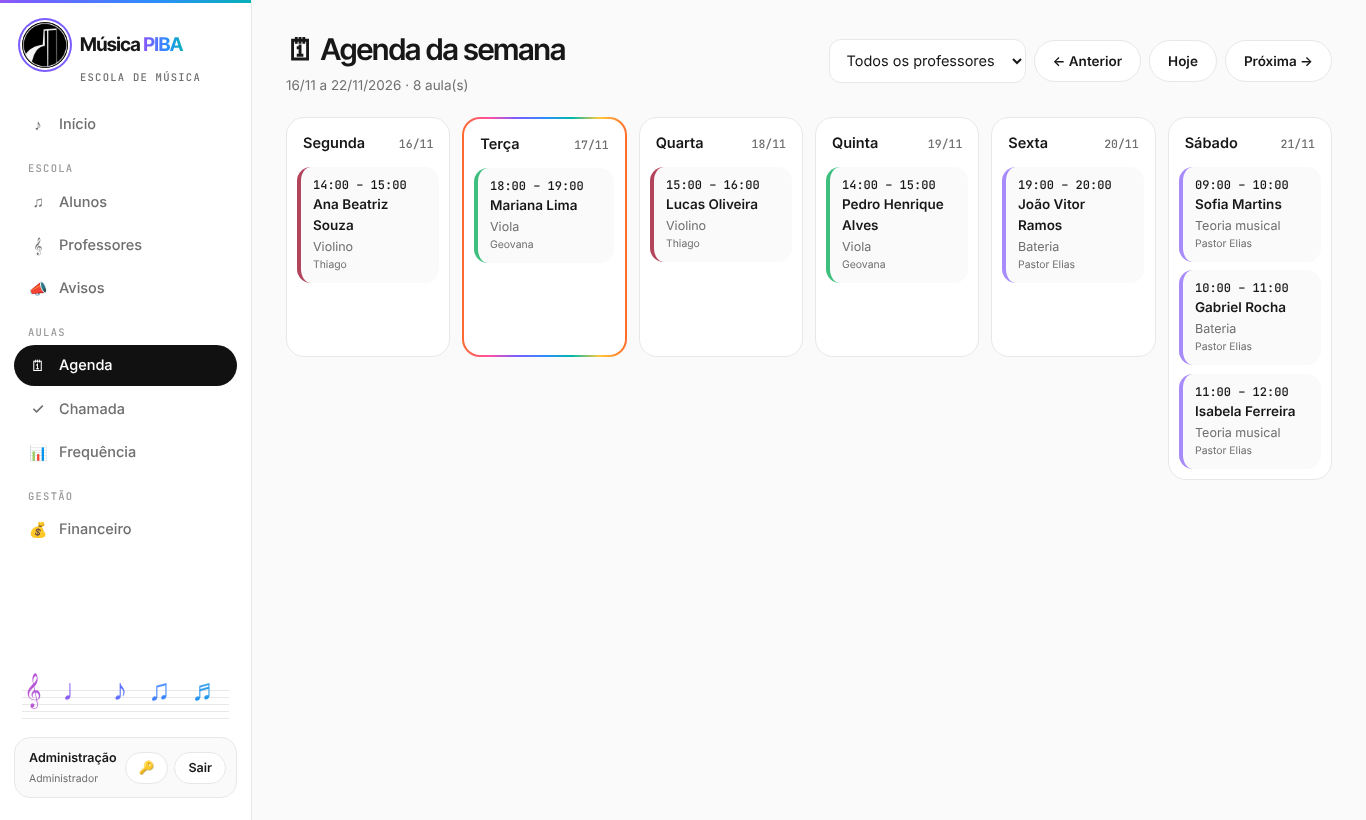 Música PIBA
ESCOLA DE MÚSICA
♪ Início
ESCOLA
♫ Alunos
Professores
Avisos
AULAS
Agenda
✓ Chamada
Frequência
GESTÃO
Financeiro
Administração
Administrador
Sair
Agenda da semana
16/11 a 22/11/2026 · 8 aula(s)
Todos os professores
← Anterior
Hoje
Próxima →
Segunda 16/11
14:00 – 15:00
Ana Beatriz
Souza
Violino
Thiago
Terça 17/11
18:00 – 19:00
Mariana Lima
Viola
Geovana
Quarta 18/11
15:00 – 16:00
Lucas Oliveira
Violino
Thiago
Quinta 19/11
14:00 – 15:00
Pedro Henrique
Alves
Viola
Geovana
Sexta 20/11
19:00 – 20:00
João Vitor
Ramos
Bateria
Pastor Elias
Sábado 21/11
09:00 – 10:00
Sofia Martins
Teoria musical
Pastor Elias
10:00 – 11:00
Gabriel Rocha
Bateria
Pastor Elias
11:00 – 12:00
Isabela Ferreira
Teoria musical
Pastor Elias